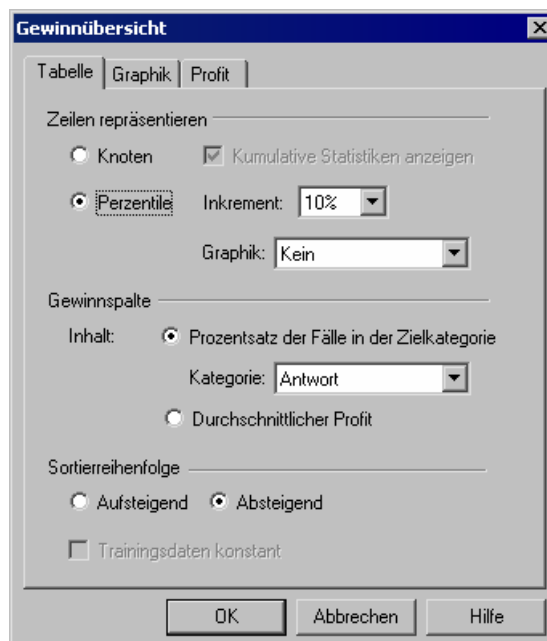 Gewinnübersicht
Tabelle Graphik Profit
Zeilen repräsentieren
Knoten Kumulative Statistiken anzeigen
Perzentile Inkrement: 10%
Graphik: Kein
Gewinnspalte
Inhalt: Prozentsatz der Fälle in der Zielkategorie
Kategorie: Antwort
Durchschnittlicher Profit
Sortierreihenfolge
Aufsteigend Absteigend
Trainingsdaten konstant
OK Abbrechen Hilfe